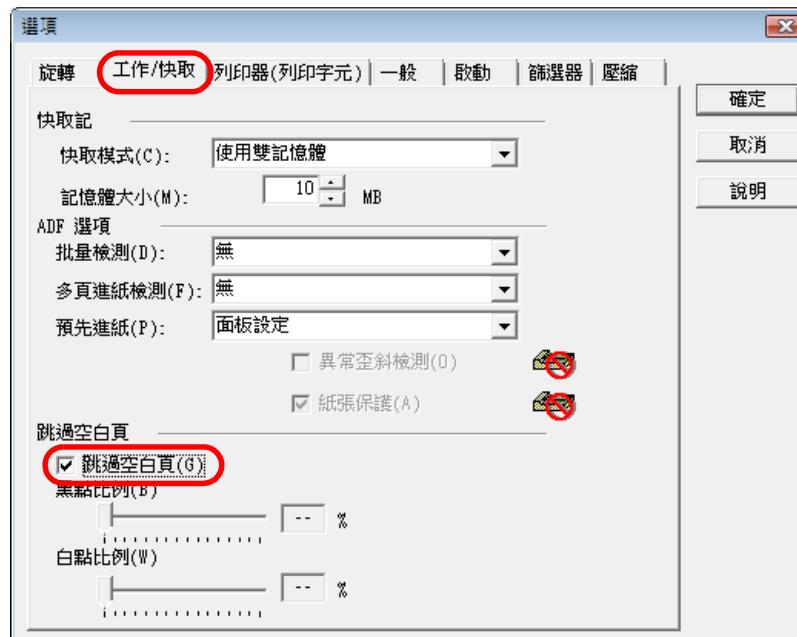 選項
旋轉 工作/快取 列印器(列印字元) 一般 啟動 篩選器 壓縮
確定
快取記
取消
快取模式(C): 使用雙記憶體
說明
記憶體大小(M): 10 MB
ADF 選項
批量檢測(D): 無
多頁進紙檢測(F): 無
預先進紙(P): 面板設定
異常歪斜檢測(O)
紙張保護(A)
跳過空白頁
跳過空白頁(G)
黑點比例(B)
-- %
白點比例(W)
-- %